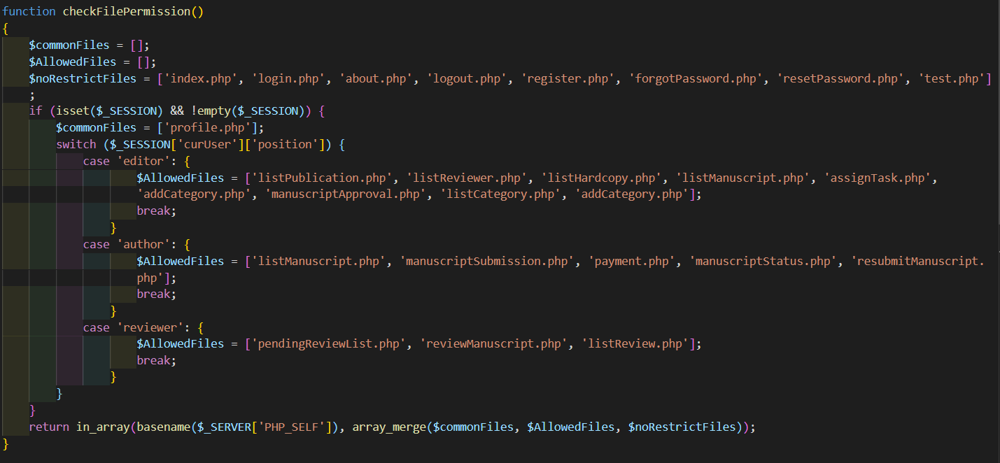 function checkFilePermission()
{
$commonFiles = [];
$AllowedFiles = [];
$noRestrictFiles = ['index.php', 'login.php', 'about.php', 'logout.php', 'register.php', 'forgotPassword.php', 'resetPassword.php', 'test.php']
;
if (isset($_SESSION) && !empty($_SESSION)) {
$commonFiles = ['profile.php'];
switch ($_SESSION['curUser']['position']) {
case 'editor': {
$AllowedFiles = ['listPublication.php', 'listReviewer.php', 'listHardcopy.php', 'listManuscript.php', 'assignTask.php',
'addCategory.php', 'manuscriptApproval.php', 'listCategory.php', 'addCategory.php'];
break;
}
case 'author': {
$AllowedFiles = ['listManuscript.php', 'manuscriptSubmission.php', 'payment.php', 'manuscriptStatus.php', 'resubmitManuscript.
php'];
break;
}
case 'reviewer': {
$AllowedFiles = ['pendingReviewList.php', 'reviewManuscript.php', 'listReview.php'];
break;
}
}
}
return in_array(basename($_SERVER['PHP_SELF']), array_merge($commonFiles, $AllowedFiles, $noRestrictFiles));
}